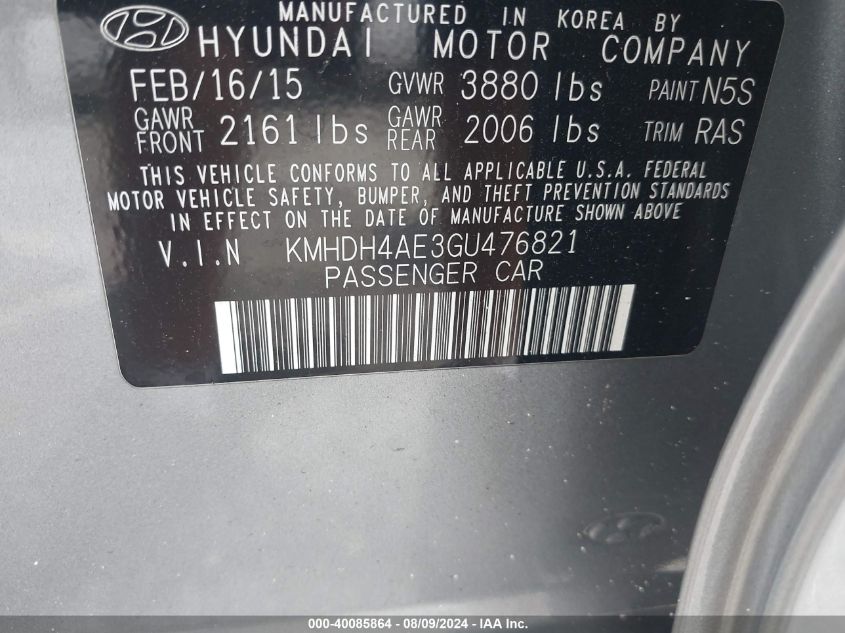 MANUFACTURED IN KOREA BY
HYUNDAI MOTOR COMPANY
FEB/16/15 GVWR 3880 lbs PAINT N5S
GAWR FRONT 2161 lbs GAWR REAR 2006 lbs TRIM RAS
THIS VEHICLE CONFORMS TO ALL APPLICABLE U.S.A. FEDERAL
MOTOR VEHICLE SAFETY, BUMPER, AND THEFT PREVENTION STANDARDS
IN EFFECT ON THE DATE OF MANUFACTURE SHOWN ABOVE
V.I.N KMHDH4AE3GU476821
PASSENGER CAR
000-40085864 - 08/09/2024 - IAA Inc.